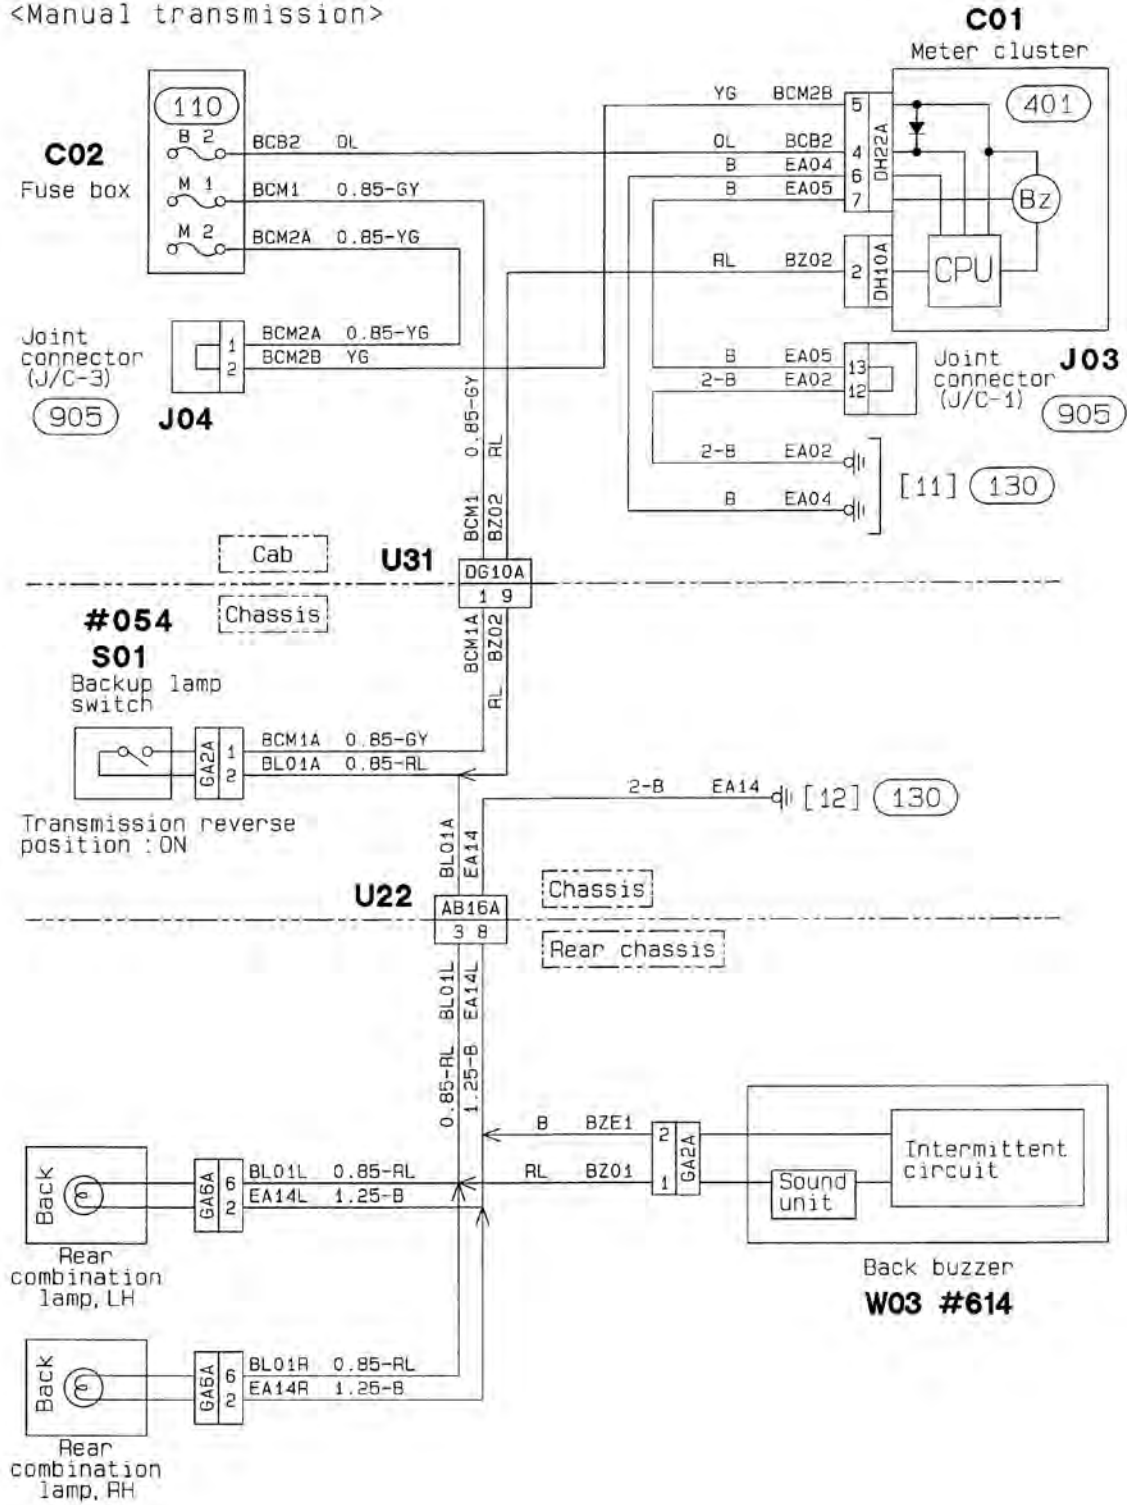 <Manual transmission>
C01
Meter cluster
110
401
C02
Fuse box
B 2
BCB2 OL
M 1
BCM1 0.85-GY
M 2
BCM2A 0.85-YG
YG BCM2B 5
OL BCB2 4
B EA04 6
B EA05 7
DH22A
Bz
RL BZ02 2
DH10A
CPU
Joint
connector
(J/C-3)
905
J04
1 BCM2A 0.85-YG
2 BCM2B YG
B EA05 13
2-B EA02 12
Joint
connector
(J/C-1)
J03
905
0.85-GY
RL
2-B EA02
B EA04
[11] 130
BCM1
BZ02
Cab
U31
DG10A
1 9
Chassis
BCM1A
RL BZ02
#054
S01
Backup lamp
switch
GA2A
1 BCM1A 0.85-GY
2 BL01A 0.85-RL
Transmission reverse
position :ON
2-B EA14 [12] 130
BL01A
EA14
U22
AB16A
3 8
Chassis
Rear chassis
0.85-RL BL01L
1.25-B EA14L
B BZE1 2
RL BZ01 1
GA2A
Sound
unit
Intermittent
circuit
Back buzzer
W03 #614
Back
GA6A
6 BL01L 0.85-RL
2 EA14L 1.25-B
Rear
combination
lamp, LH
Back
GA6A
6 BL01R 0.85-RL
2 EA14R 1.25-B
Rear
combination
lamp, RH